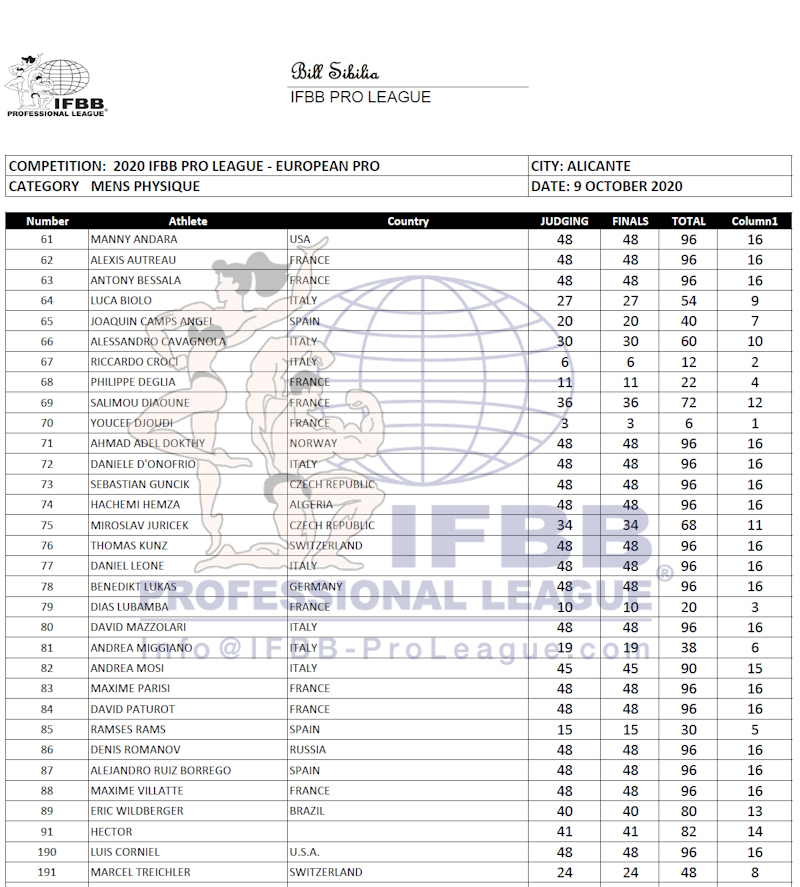 Bill Sibilia
IFBB PRO LEAGUE
IFBB
PROFESSIONAL LEAGUE®
COMPETITION: 2020 IFBB PRO LEAGUE - EUROPEAN PRO CITY: ALICANTE
CATEGORY MENS PHYSIQUE DATE: 9 OCTOBER 2020
Number Athlete Country JUDGING FINALS TOTAL Column1
61 MANNY ANDARA USA 48 48 96 16
62 ALEXIS AUTREAU FRANCE 48 48 96 16
63 ANTONY BESSALA FRANCE 48 48 96 16
64 LUCA BIOLO ITALY 27 27 54 9
65 JOAQUIN CAMPS ANGEL SPAIN 20 20 40 7
66 ALESSANDRO CAVAGNOLA ITALY 30 30 60 10
67 RICCARDO CROCI ITALY 6 6 12 2
68 PHILIPPE DEGLIA FRANCE 11 11 22 4
69 SALIMOU DIAOUNE FRANCE 36 36 72 12
70 YOUCEF DJOUDI FRANCE 3 3 6 1
71 AHMAD ADEL DOKTHY NORWAY 48 48 96 16
72 DANIELE D'ONOFRIO ITALY 48 48 96 16
73 SEBASTIAN GUNCIK CZECH REPUBLIC 48 48 96 16
74 HACHEMI HEMZA ALGERIA 48 48 96 16
75 MIROSLAV JURICEK CZECH REPUBLIC 34 34 68 11
76 THOMAS KUNZ SWITZERLAND 48 48 96 16
77 DANIEL LEONE ITALY 48 48 96 16
78 BENEDIKT LUKAS GERMANY 48 48 96 16
79 DIAS LUBAMBA FRANCE 10 10 20 3
80 DAVID MAZZOLARI ITALY 48 48 96 16
81 ANDREA MIGGIANO ITALY 19 19 38 6
82 ANDREA MOSI ITALY 45 45 90 15
83 MAXIME PARISI FRANCE 48 48 96 16
84 DAVID PATUROT FRANCE 48 48 96 16
85 RAMSES RAMS SPAIN 15 15 30 5
86 DENIS ROMANOV RUSSIA 48 48 96 16
87 ALEJANDRO RUIZ BORREGO SPAIN 48 48 96 16
88 MAXIME VILLATTE FRANCE 48 48 96 16
89 ERIC WILDBERGER BRAZIL 40 40 80 13
91 HECTOR 41 41 82 14
190 LUIS CORNIEL U.S.A. 48 48 96 16
191 MARCEL TREICHLER SWITZERLAND 24 24 48 8
IFBB
PROFESSIONAL LEAGUE®
Info@IFBB-ProLeague.com